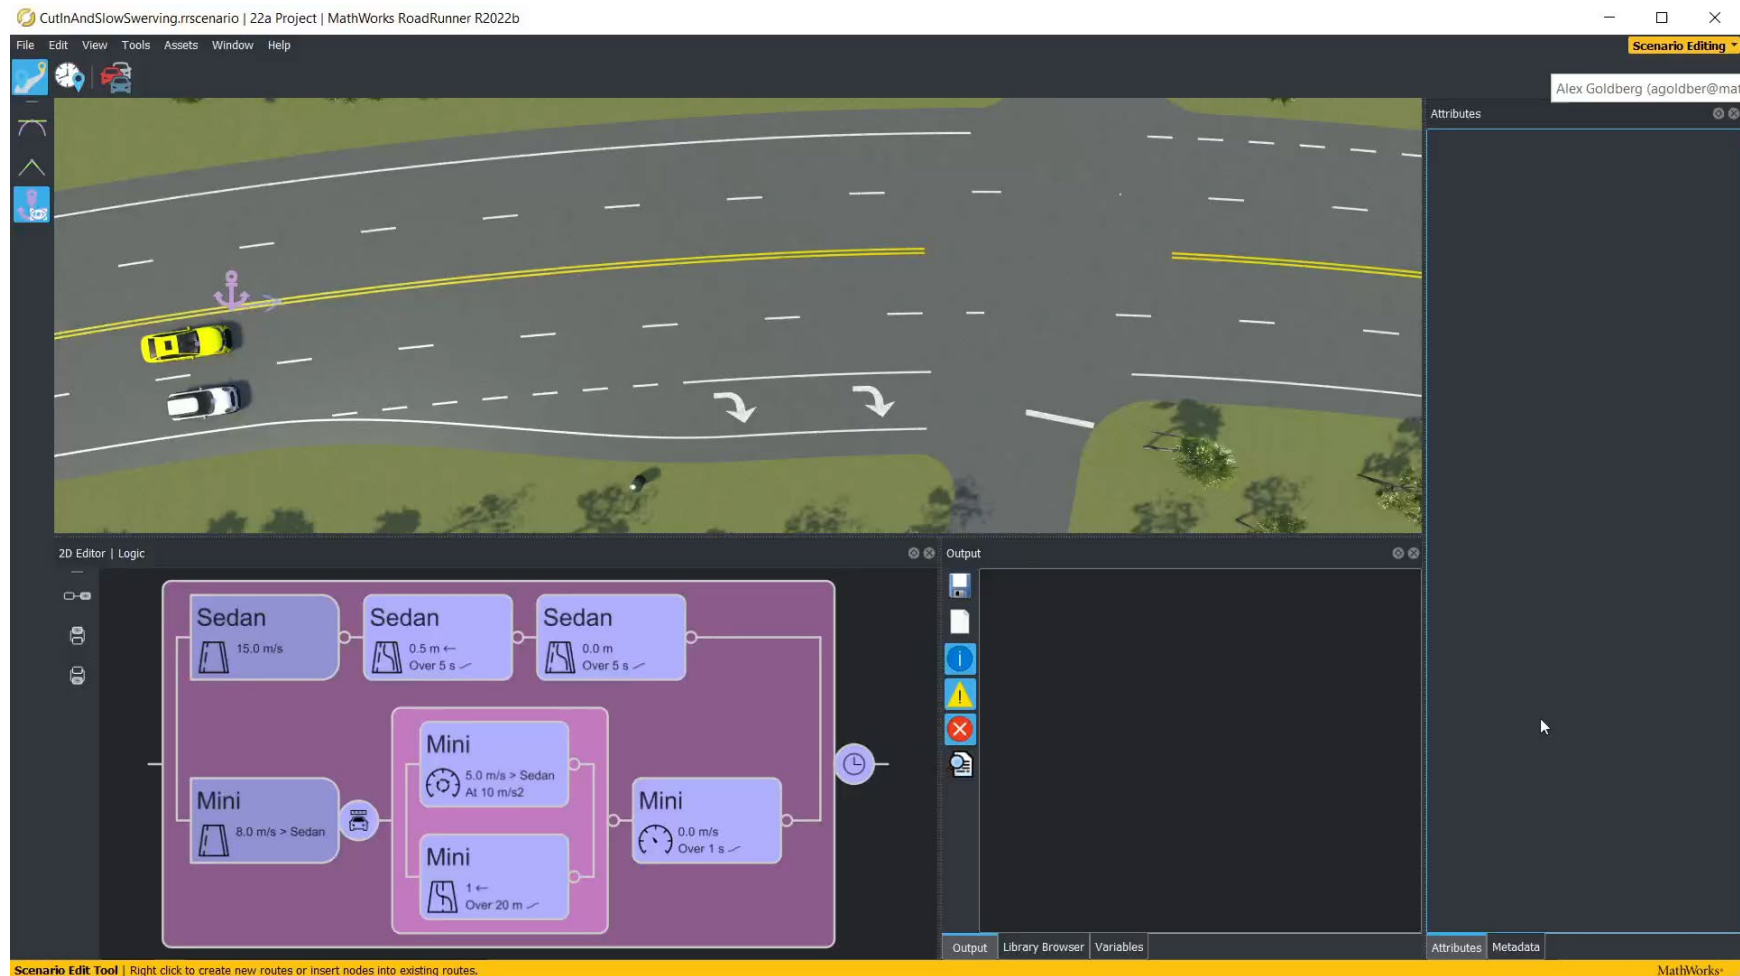 CutInAndSlowSwerving.rrscenario | 22a Project | MathWorks RoadRunner R2022b
File Edit View Tools Assets Window Help
Scenario Editing
Alex Goldberg (agoldber@mat
Attributes
2D Editor | Logic
Output
Sedan
15.0 m/s
Sedan
0.5 m ←
Over 5 s
Sedan
0.0 m
Over 5 s
Mini
8.0 m/s > Sedan
Mini
5.0 m/s > Sedan
At 10 m/s2
Mini
1 ←
Over 20 m
Mini
0.0 m/s
Over 1 s
Output Library Browser Variables
Attributes Metadata
Scenario Edit Tool | Right click to create new routes or insert nodes into existing routes.
MathWorks